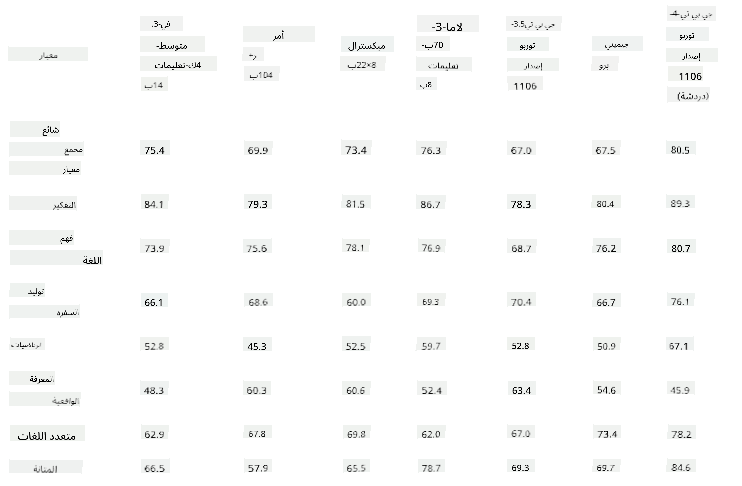 معيار
في-3.
متوسط-
4ك-تعليمات
14ب
أمر
ر+
104ب
ميكسترال
8×22ب
لاما-3-
70ب-
تعليمات
8ب
جي بي تي-3.5
توربو
إصدار
1106
جيميني
برو
جي بي تي-4-
توربو
إصدار
1106
(دردشة)
شائع
مجمع
معيار
75.4 69.9 73.4 76.3 67.0 67.5 80.5
التفكير 84.1 79.3 81.5 86.7 78.3 80.4 89.3
فهم
اللغة
73.9 75.6 78.1 76.9 68.7 76.2 80.7
توليد
السفرة
66.1 68.6 60.0 69.3 70.4 66.7 76.1
الرياضيات 52.8 45.3 52.5 59.7 52.8 50.9 67.1
المعرفة
الواقعية
48.3 60.3 60.6 52.4 63.4 54.6 45.9
متعدد اللغات 62.9 67.8 69.8 62.0 67.0 73.4 78.2
المتانة 66.5 57.9 65.5 78.7 69.3 69.7 84.6